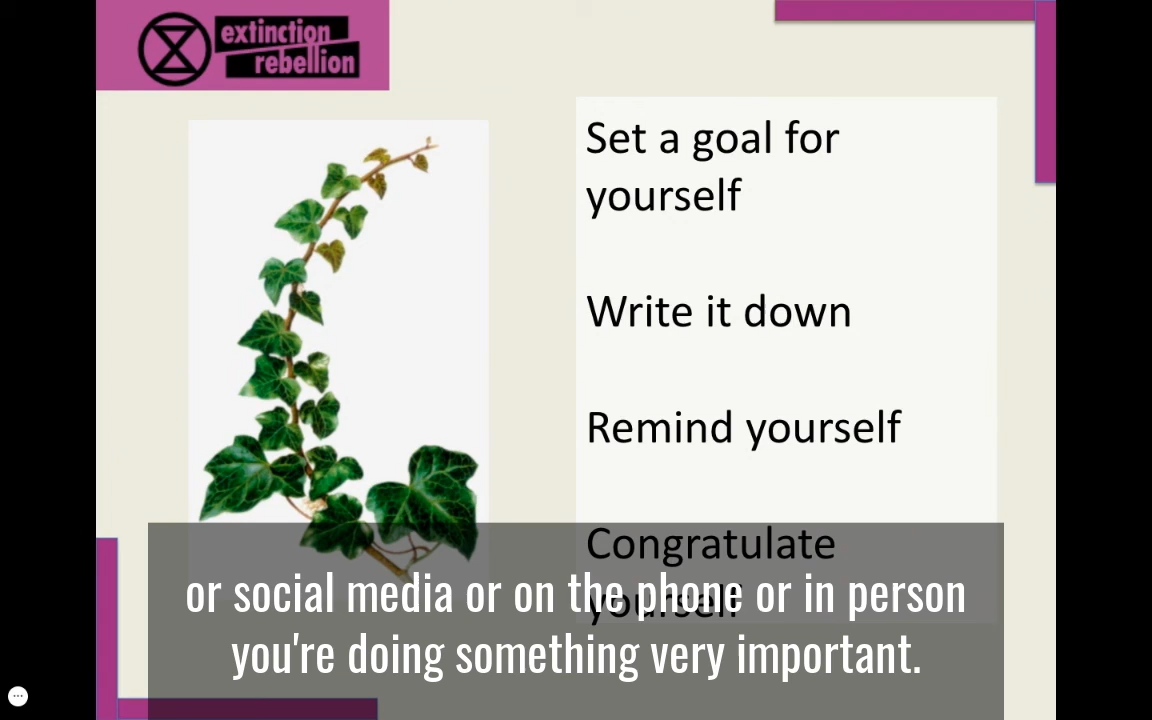 extinction
rebellion
Set a goal for
yourself
Write it down
Remind yourself
Congratulate
yourself
or social media or on the phone or in person
you're doing something very important.